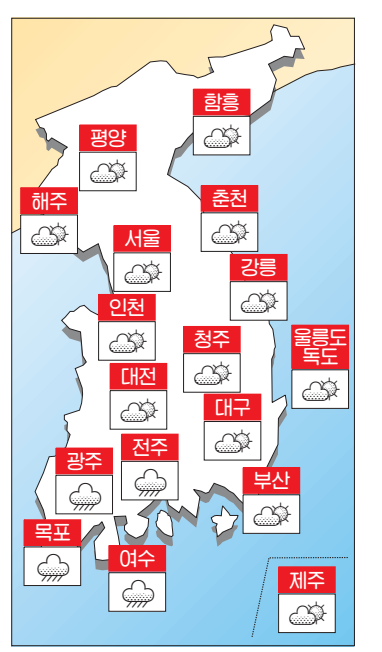 함흥
평양
해주
춘천
서울
강릉
인천
울릉도
독도
청주
대전
대구
전주
광주
부산
목포
여수
제주